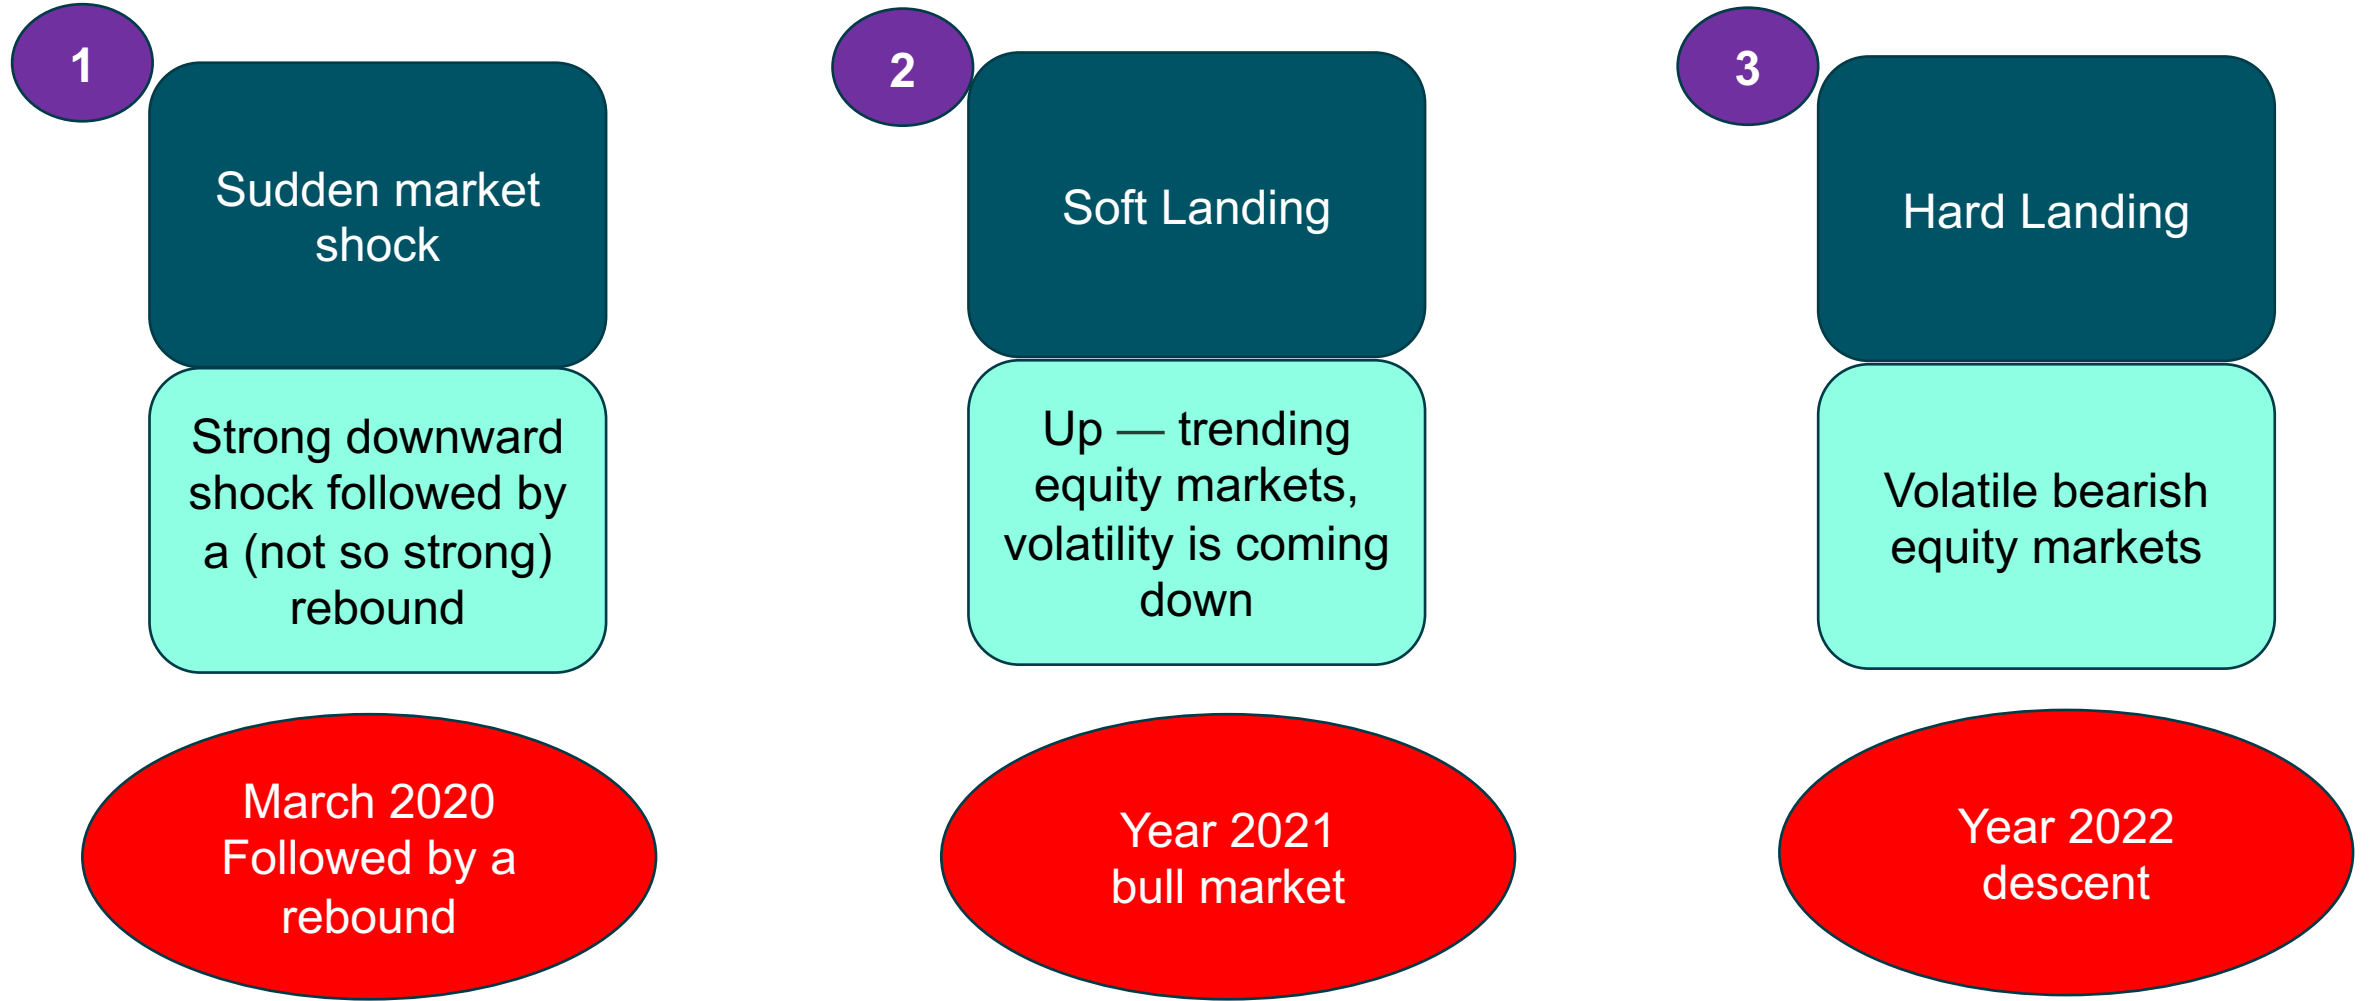 1
Sudden market
shock
Strong downward
shock followed by
a (not so strong)
rebound
March 2020
Followed by a
rebound
2
Soft Landing
Up — trending
equity markets,
volatility is coming
down
Year 2021
bull market
3
Hard Landing
Volatile bearish
equity markets
Year 2022
descent